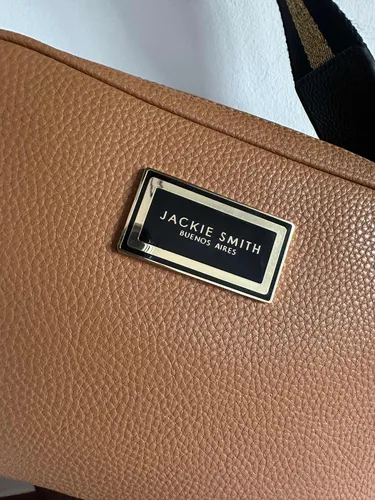 JACKIE SMITH
BUENOS AIRES